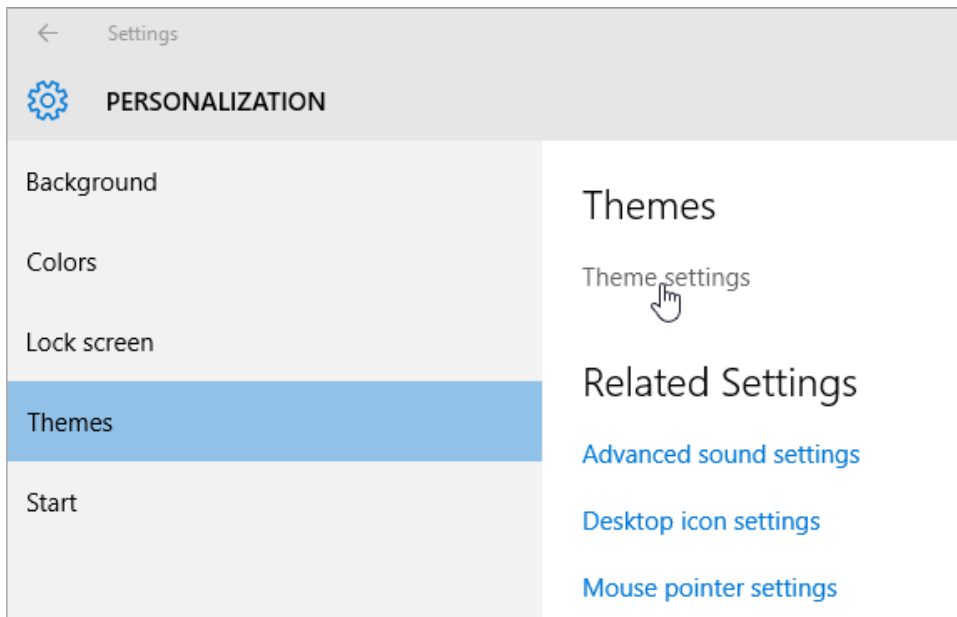 Settings
PERSONALIZATION
Background
Colors
Lock screen
Themes
Start
Themes
Theme settings
Related Settings
Advanced sound settings
Desktop icon settings
Mouse pointer settings